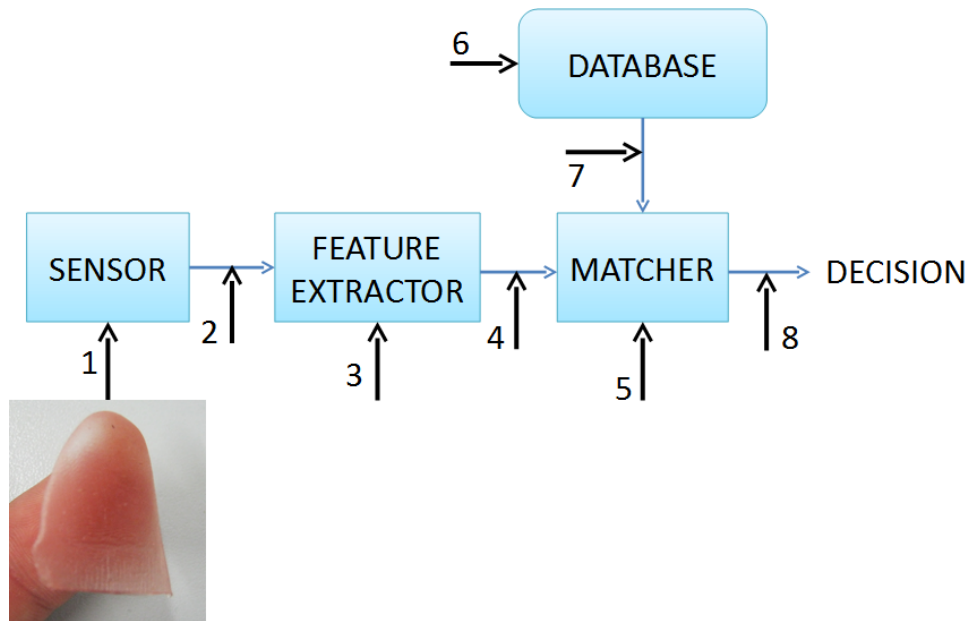 6
DATABASE
7
SENSOR
FEATURE
EXTRACTOR
MATCHER
DECISION
1
2
3
4
5
8